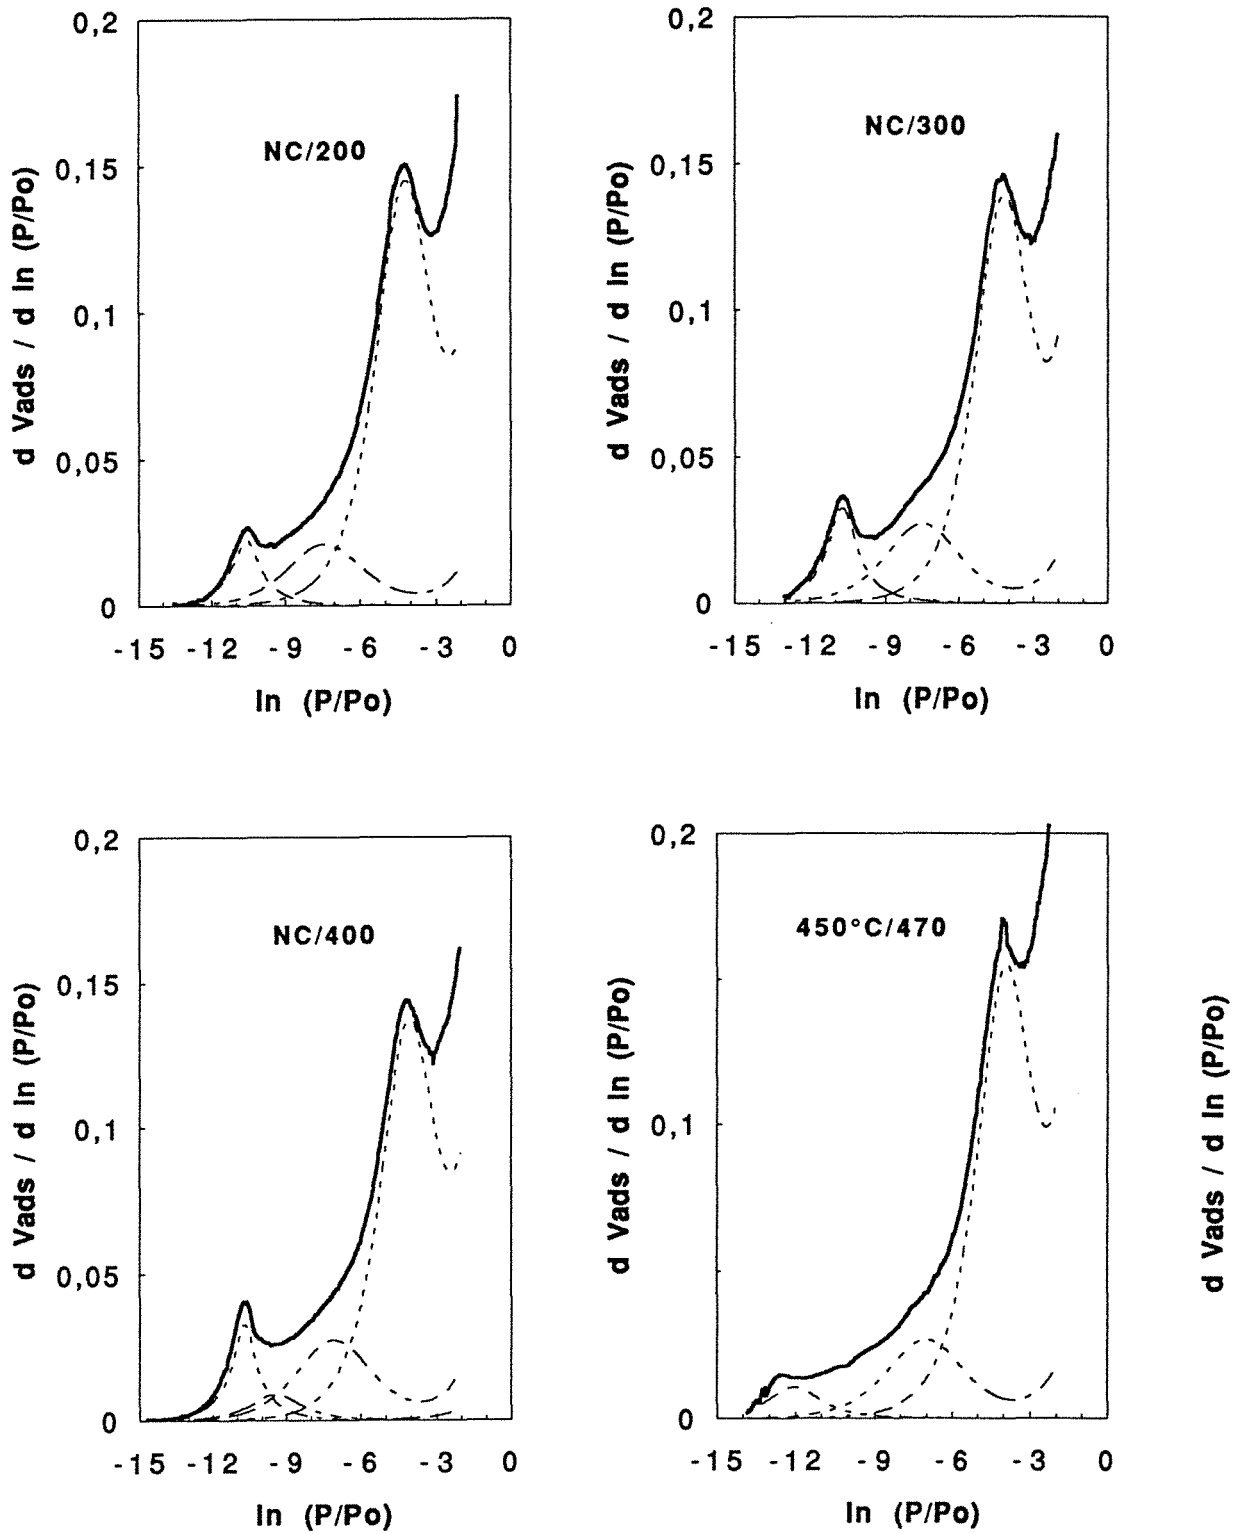 NC/200
0,2
0,15
0,1
0,05
0
d Vads / d ln (P/Po)
-15 -12 -9 -6 -3 0
ln (P/Po)
NC/300
0,2
0,15
0,1
0,05
0
d Vads / d ln (P/Po)
-15 -12 -9 -6 -3 0
ln (P/Po)
NC/400
0,2
0,15
0,1
0,05
0
d Vads / d ln (P/Po)
-15 -12 -9 -6 -3 0
ln (P/Po)
450°C/470
0,2
0,1
0
d Vads / d ln (P/Po)
-15 -12 -9 -6 -3 0
ln (P/Po)
d Vads / d ln (P/Po)